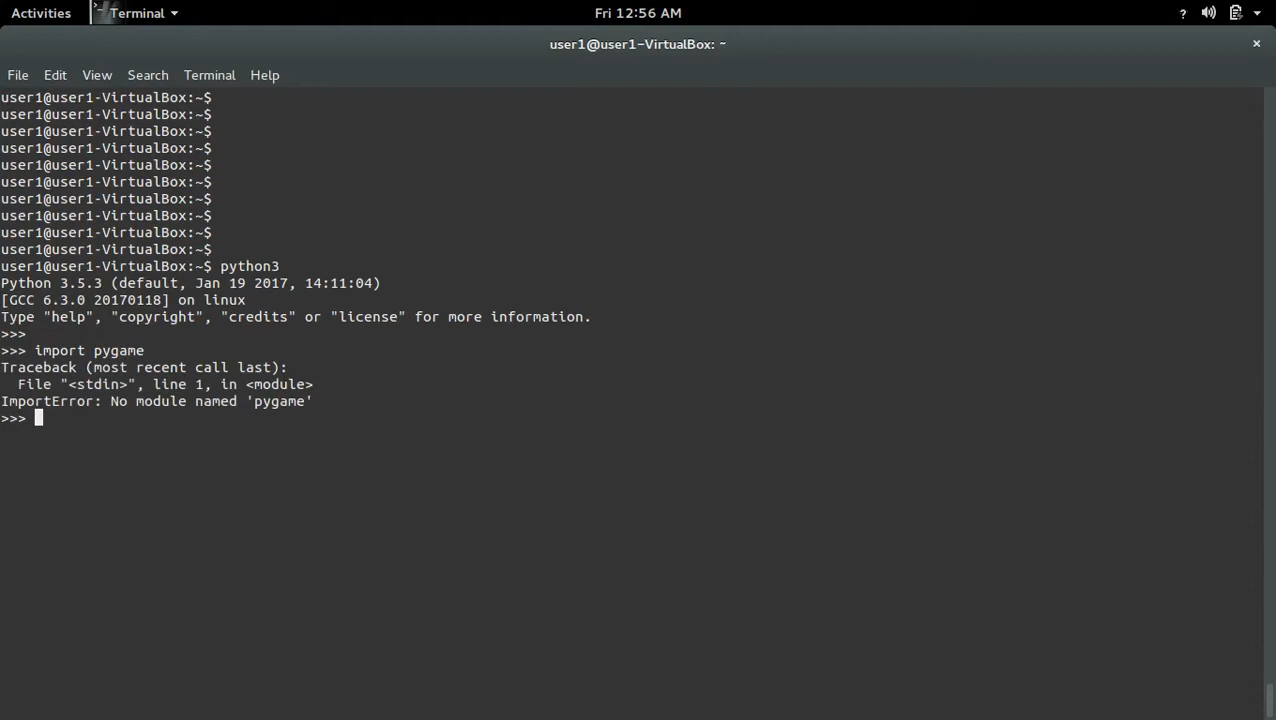 Activities Terminal Fri 12:56 AM ?
user1@user1-VirtualBox: ~
File Edit View Search Terminal Help
user1@user1-VirtualBox:~$
user1@user1-VirtualBox:~$
user1@user1-VirtualBox:~$
user1@user1-VirtualBox:~$
user1@user1-VirtualBox:~$
user1@user1-VirtualBox:~$
user1@user1-VirtualBox:~$
user1@user1-VirtualBox:~$
user1@user1-VirtualBox:~$
user1@user1-VirtualBox:~$
user1@user1-VirtualBox:~$ python3
Python 3.5.3 (default, Jan 19 2017, 14:11:04)
[GCC 6.3.0 20170118] on linux
Type "help", "copyright", "credits" or "license" for more information.
>>>
>>> import pygame
Traceback (most recent call last):
  File "<stdin>", line 1, in <module>
ImportError: No module named 'pygame'
>>>